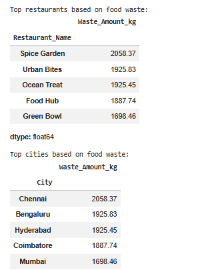 Top restaurants based on food waste:
Waste_Amount_kg
Restaurant_Name
Spice Garden 2058.37
Urban Bites 1925.83
Ocean Treat 1925.45
Food Hub 1887.74
Green Bowl 1698.46
dtype: float64
Top cities based on food waste:
Waste_Amount_kg
City
Chennai 2058.37
Bengaluru 1925.83
Hyderabad 1925.45
Coimbatore 1887.74
Mumbai 1698.46